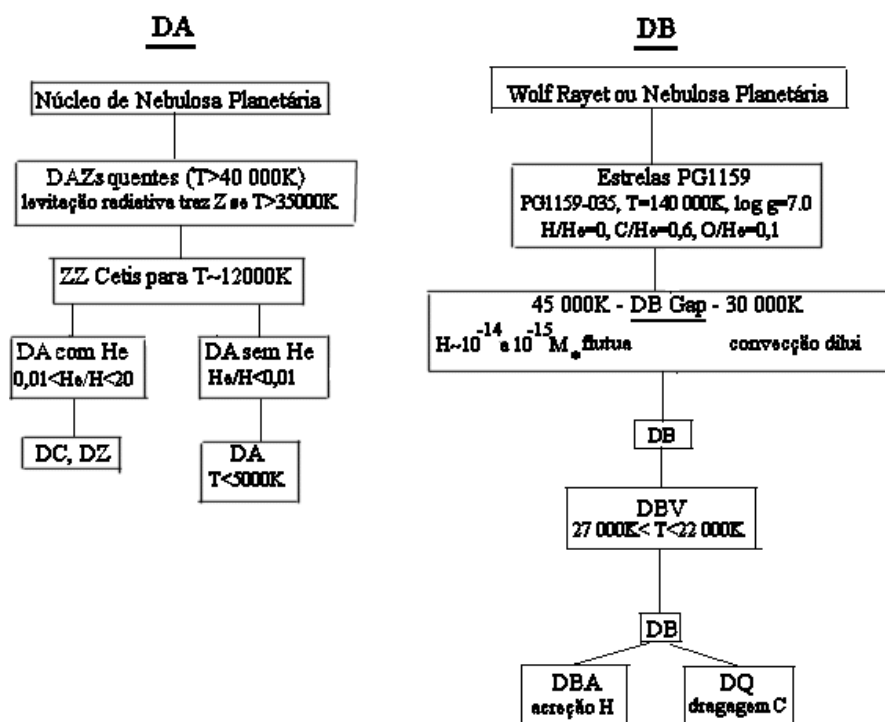 DA
Núcleo de Nebulosa Planetária
DAZs quentes (T>40 000K)
levitação radiativa traz Z se T>35000K
ZZ Cetis para T~12000K
DA com He
0,01<He/H<20
DA sem He
He/H<0,01
DC, DZ
DA
T<5000K
DB
Wolf Rayet ou Nebulosa Planetária
Estrelas PG1159
PG1159-035, T=140 000K, log g=7.0
H/He=0, C/He=0,6, O/He=0,1
45 000K - DB Gap - 30 000K
H~10^-14 a 10^-15 M* flutua convecção dilui
DB
DBV
27 000K< T<22 000K
DB
DBA
acreção H
DQ
dragagem C